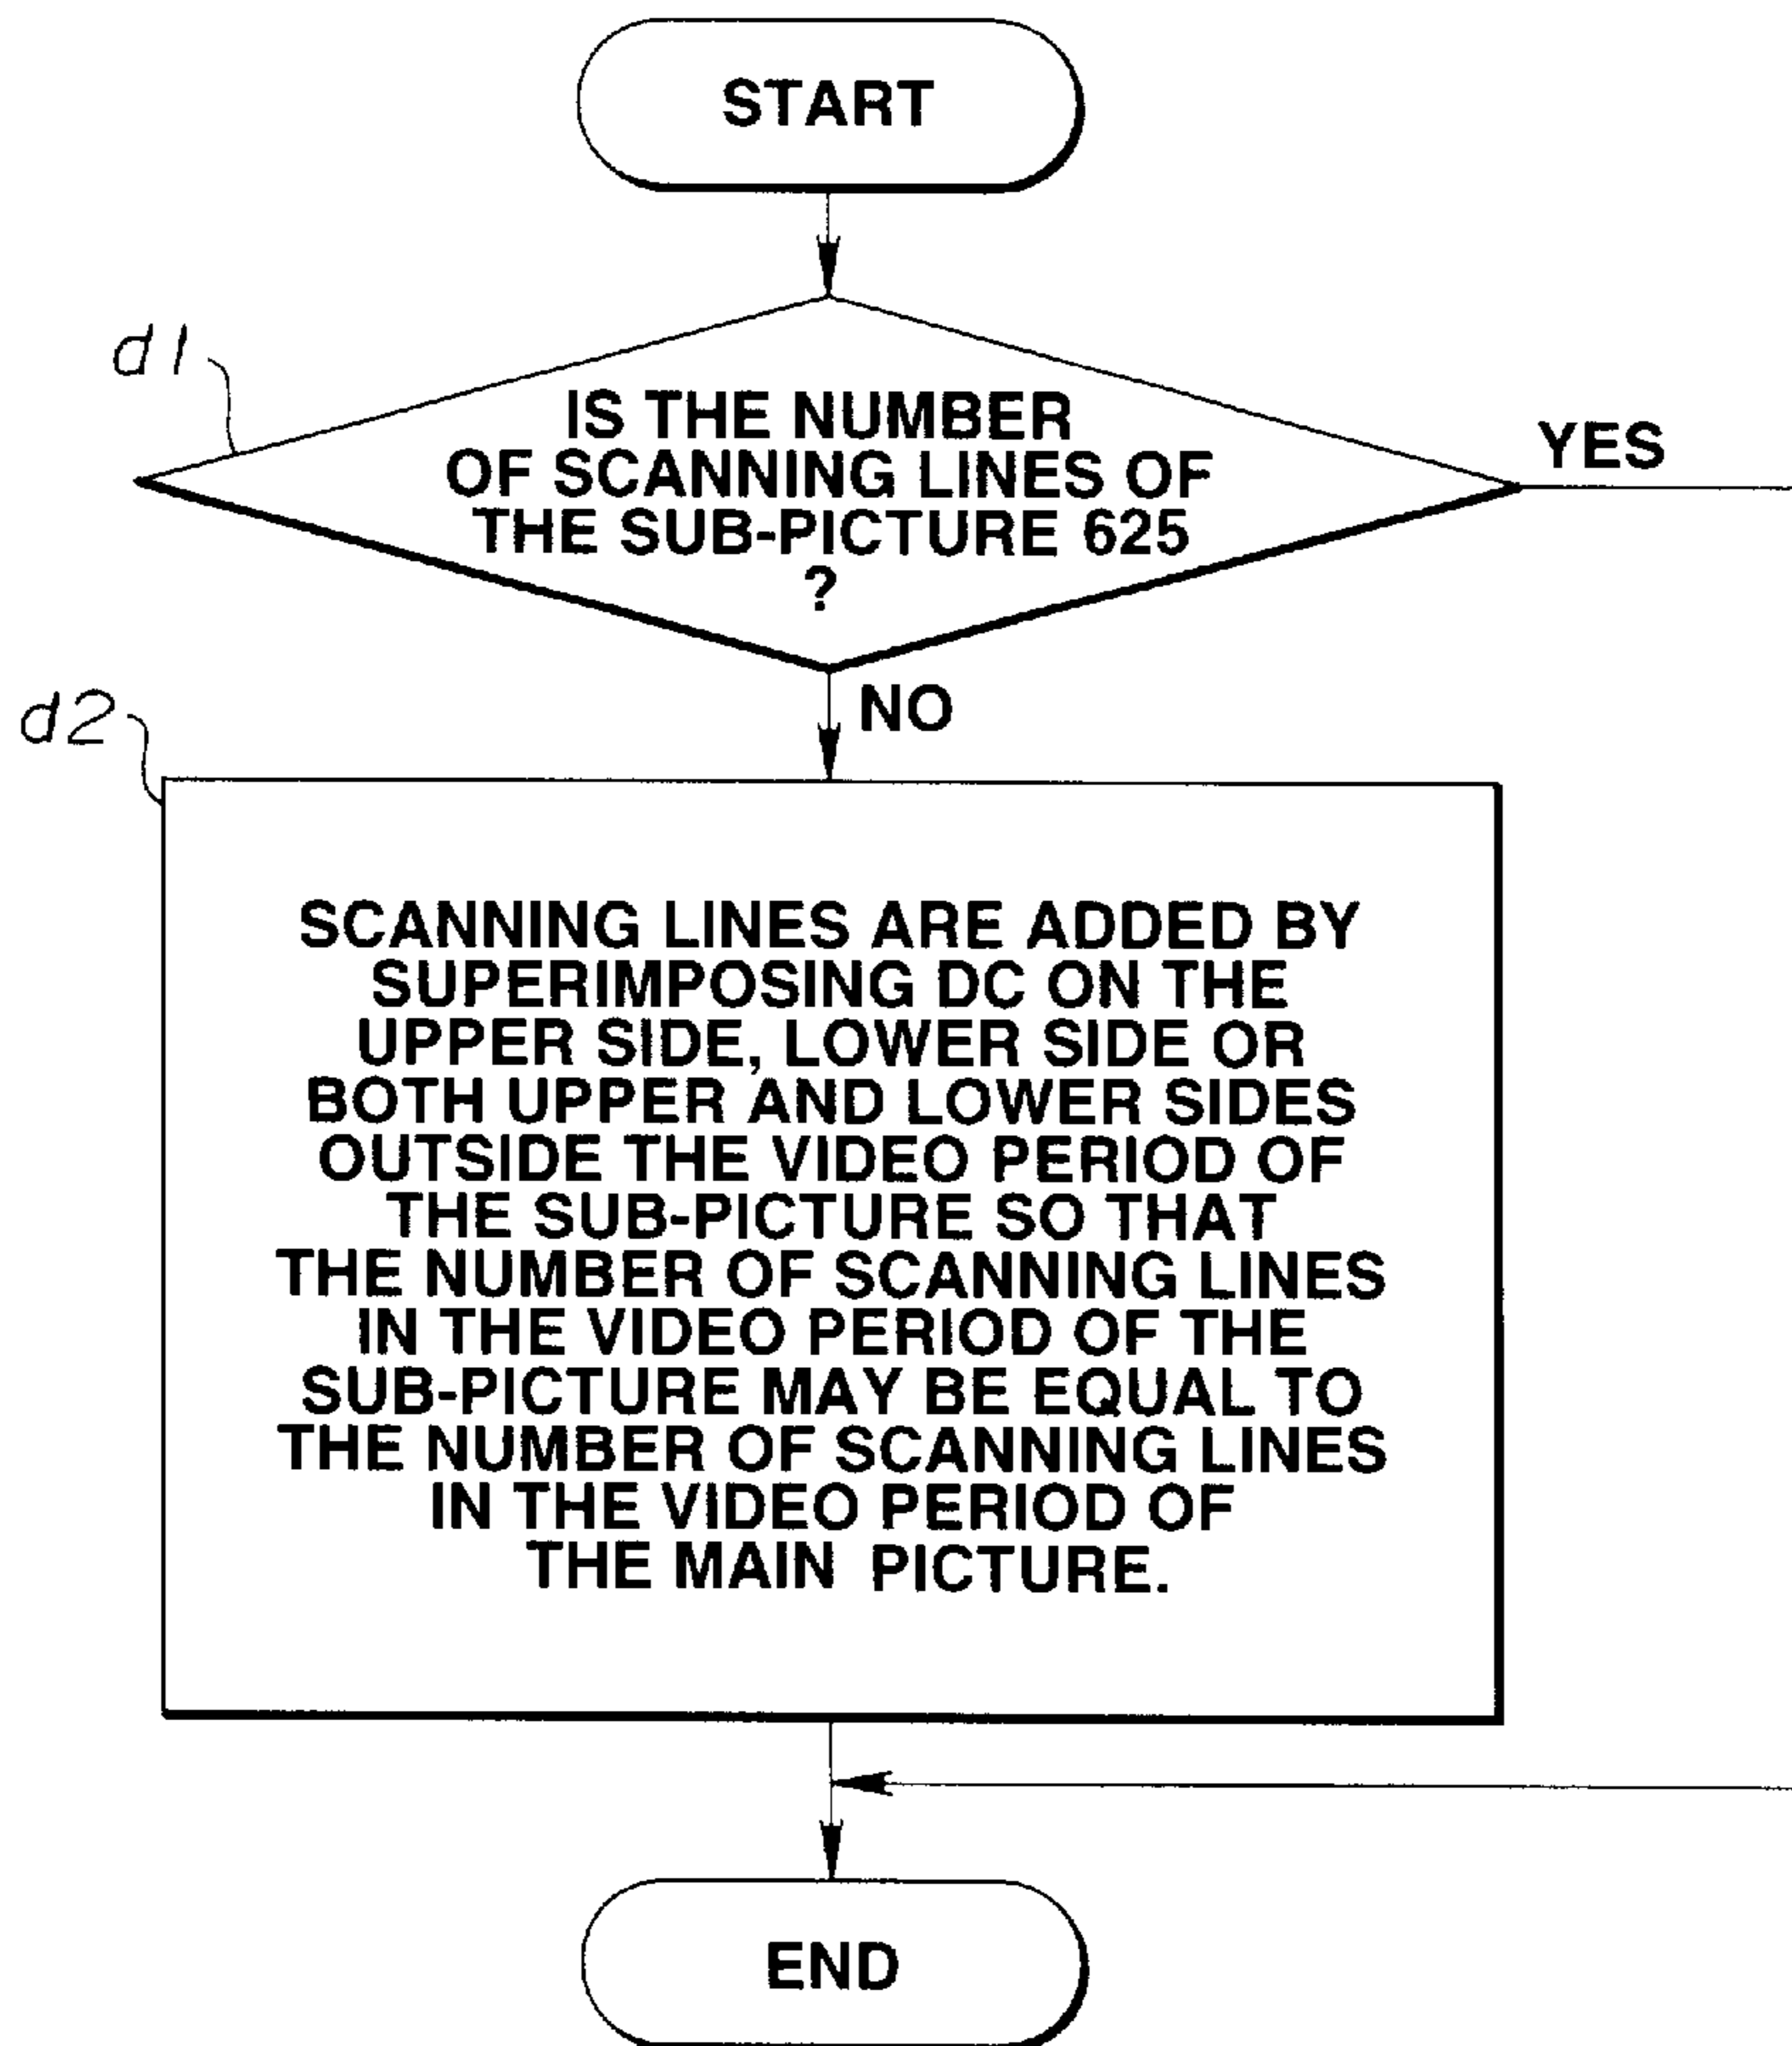 START
d1
IS THE NUMBER
OF SCANNING LINES OF
THE SUB-PICTURE 625
?
YES
NO
d2
SCANNING LINES ARE ADDED BY
SUPERIMPOSING DC ON THE
UPPER SIDE, LOWER SIDE OR
BOTH UPPER AND LOWER SIDES
OUTSIDE THE VIDEO PERIOD OF
THE SUB-PICTURE SO THAT
THE NUMBER OF SCANNING LINES
IN THE VIDEO PERIOD OF THE
SUB-PICTURE MAY BE EQUAL TO
THE NUMBER OF SCANNING LINES
IN THE VIDEO PERIOD OF
THE MAIN PICTURE.
END